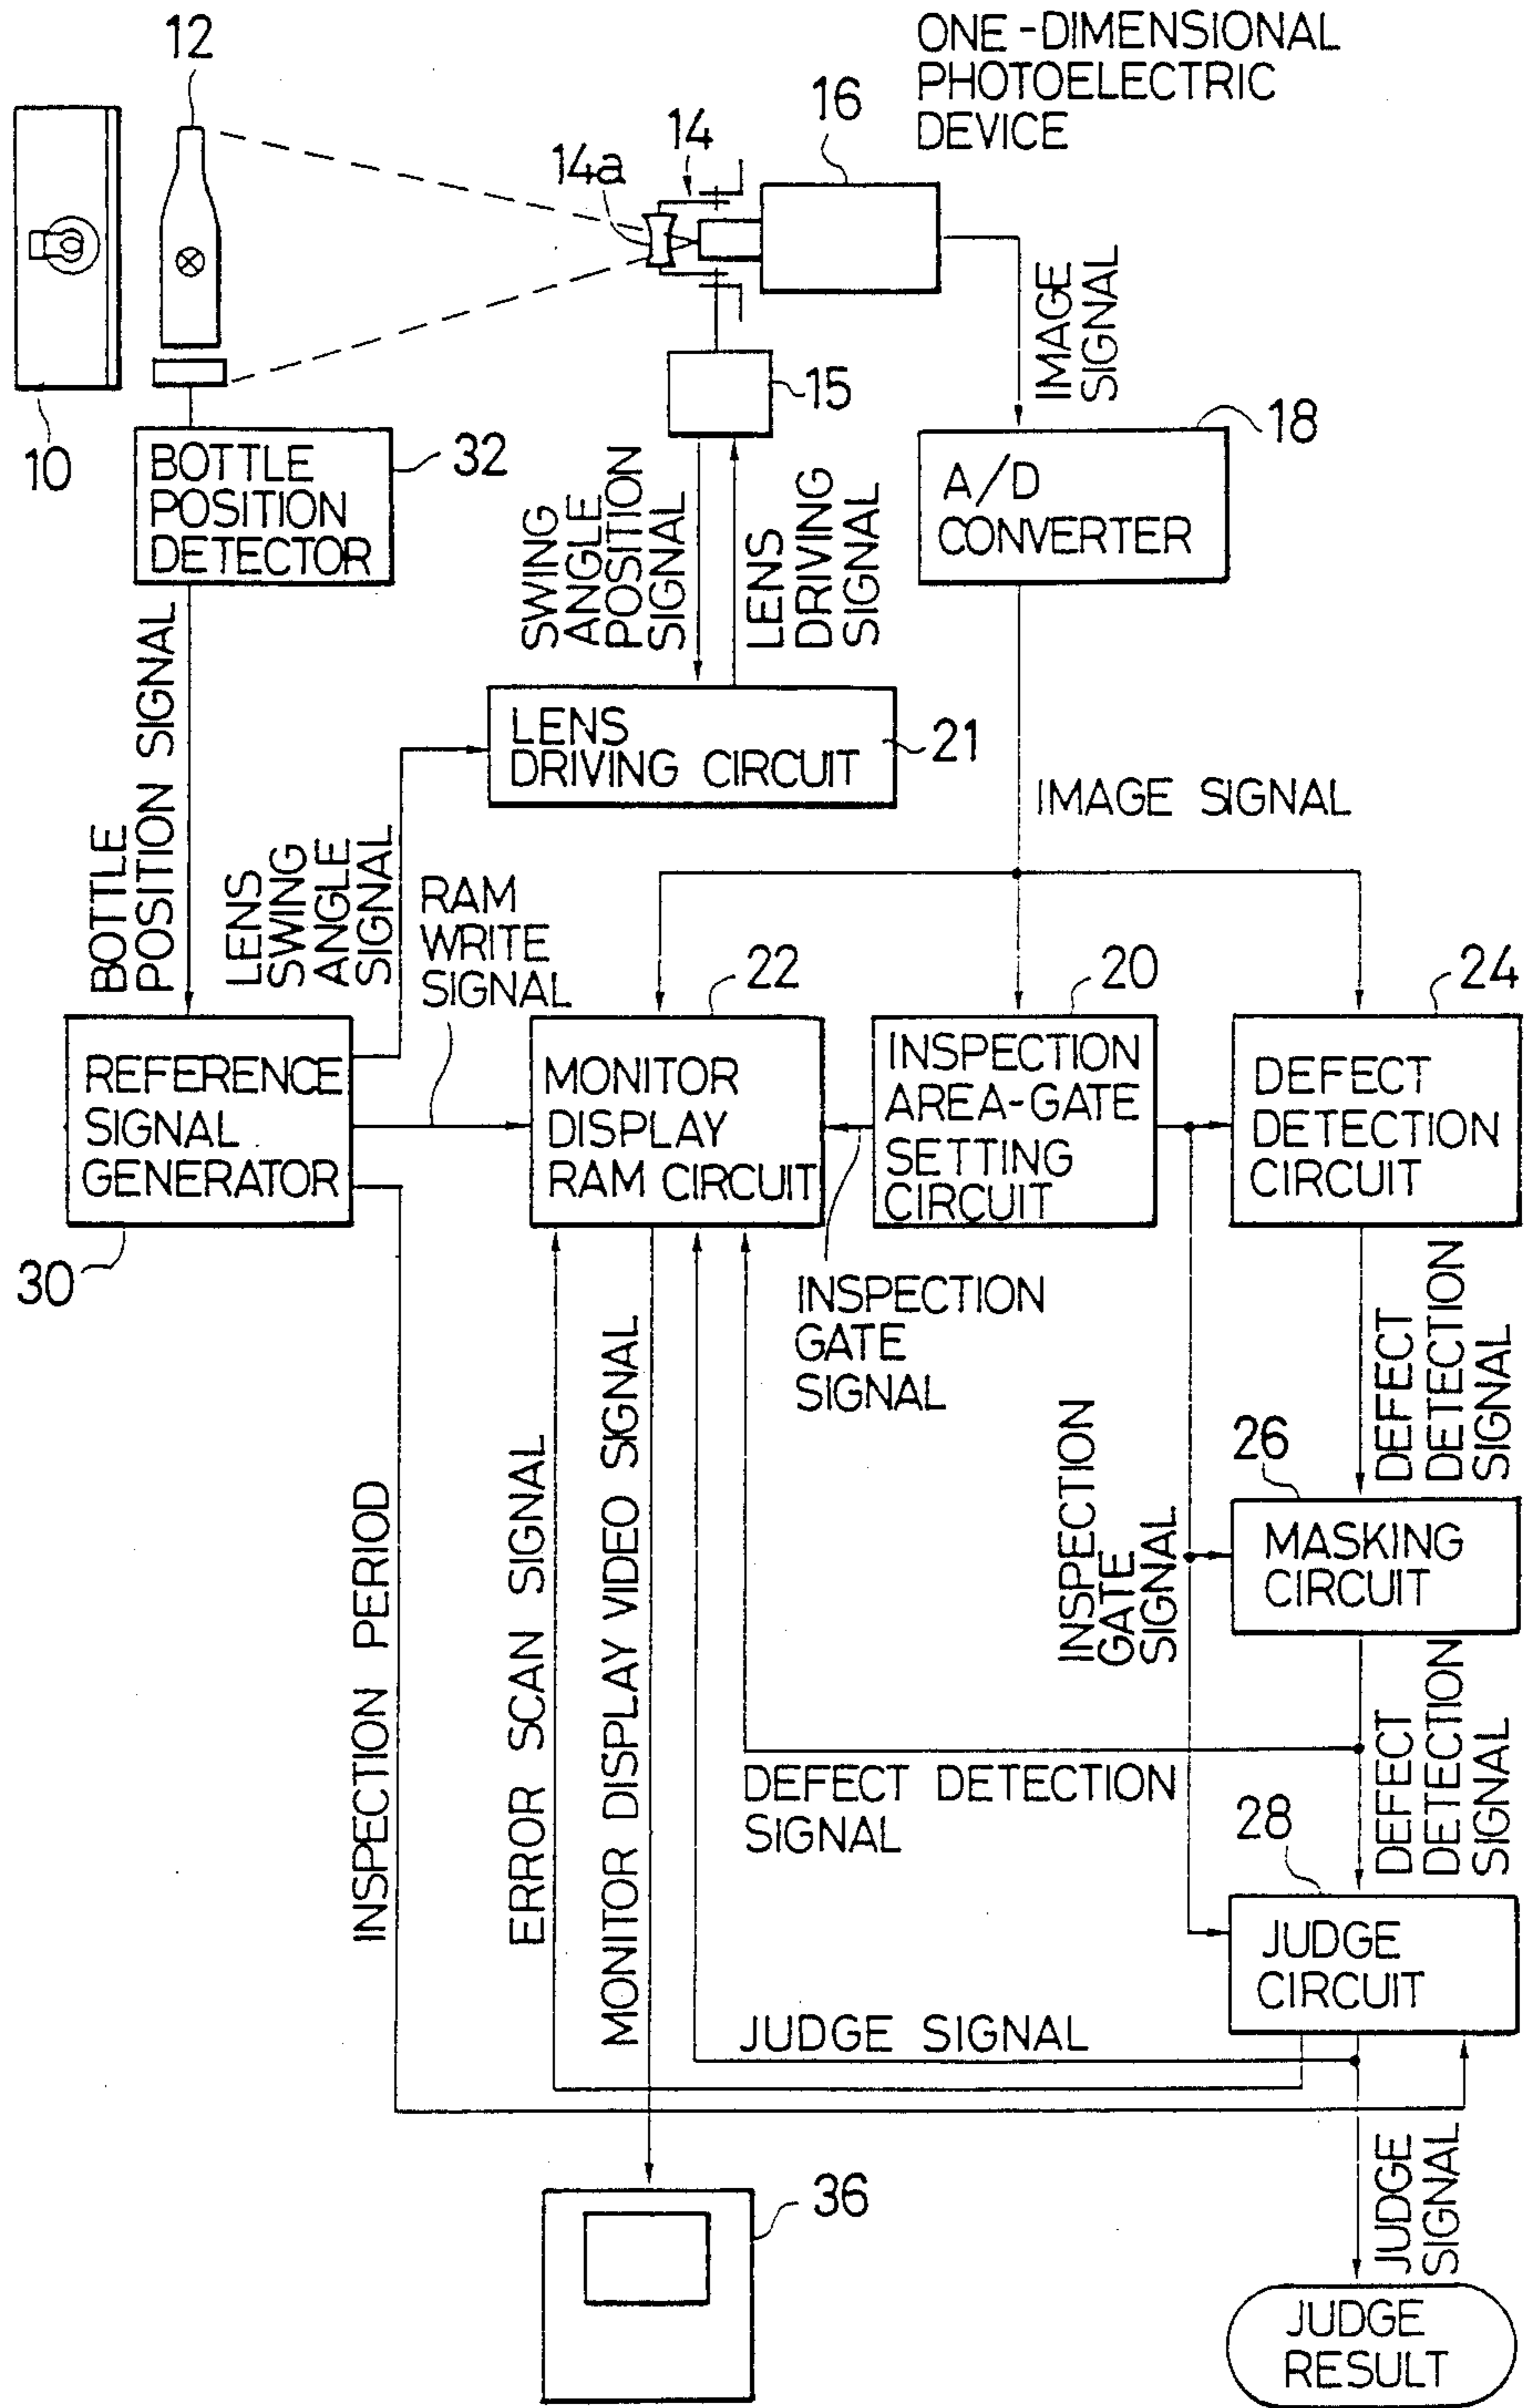 12
ONE-DIMENSIONAL
PHOTOELECTRIC
DEVICE
14
14a
16
IMAGE
SIGNAL
10
15
18
BOTTLE
POSITION
DETECTOR
32
SWING
ANGLE
POSITION
SIGNAL
LENS
DRIVING
SIGNAL
A/D
CONVERTER
BOTTLE
POSITION SIGNAL
LENS
DRIVING CIRCUIT
21
IMAGE SIGNAL
LENS
SWING
ANGLE
SIGNAL
RAM
WRITE
SIGNAL
22
20
24
REFERENCE
SIGNAL
GENERATOR
MONITOR
DISPLAY
RAM CIRCUIT
INSPECTION
AREA-GATE
SETTING
CIRCUIT
DEFECT
DETECTION
CIRCUIT
30
INSPECTION
GATE
SIGNAL
DEFECT
DETECTION
SIGNAL
INSPECTION PERIOD
ERROR SCAN SIGNAL
MONITOR DISPLAY VIDEO SIGNAL
INSPECTION
GATE
SIGNAL
26
MASKING
CIRCUIT
DEFECT DETECTION
SIGNAL
DEFECT
DETECTION
SIGNAL
28
JUDGE
CIRCUIT
JUDGE SIGNAL
JUDGE
SIGNAL
36
JUDGE
RESULT